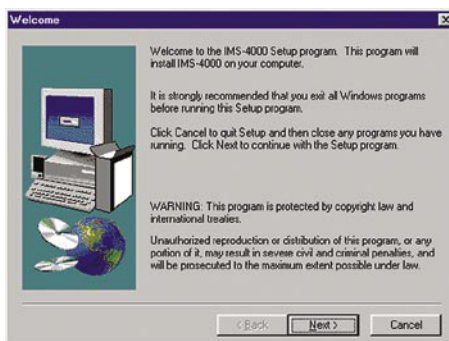 Welcome
Welcome to the IMS-4000 Setup program. This program will
install IMS-4000 on your computer.
It is strongly recommended that you exit all Windows programs
before running this Setup program.
Click Cancel to quit Setup and then close any programs you have
running. Click Next to continue with the Setup program.
WARNING: This program is protected by copyright law and
international treaties.
Unauthorized reproduction or distribution of this program, or any
portion of it, may result in severe civil and criminal penalties, and
will be prosecuted to the maximum extent possible under law.
< Back
Next >
Cancel